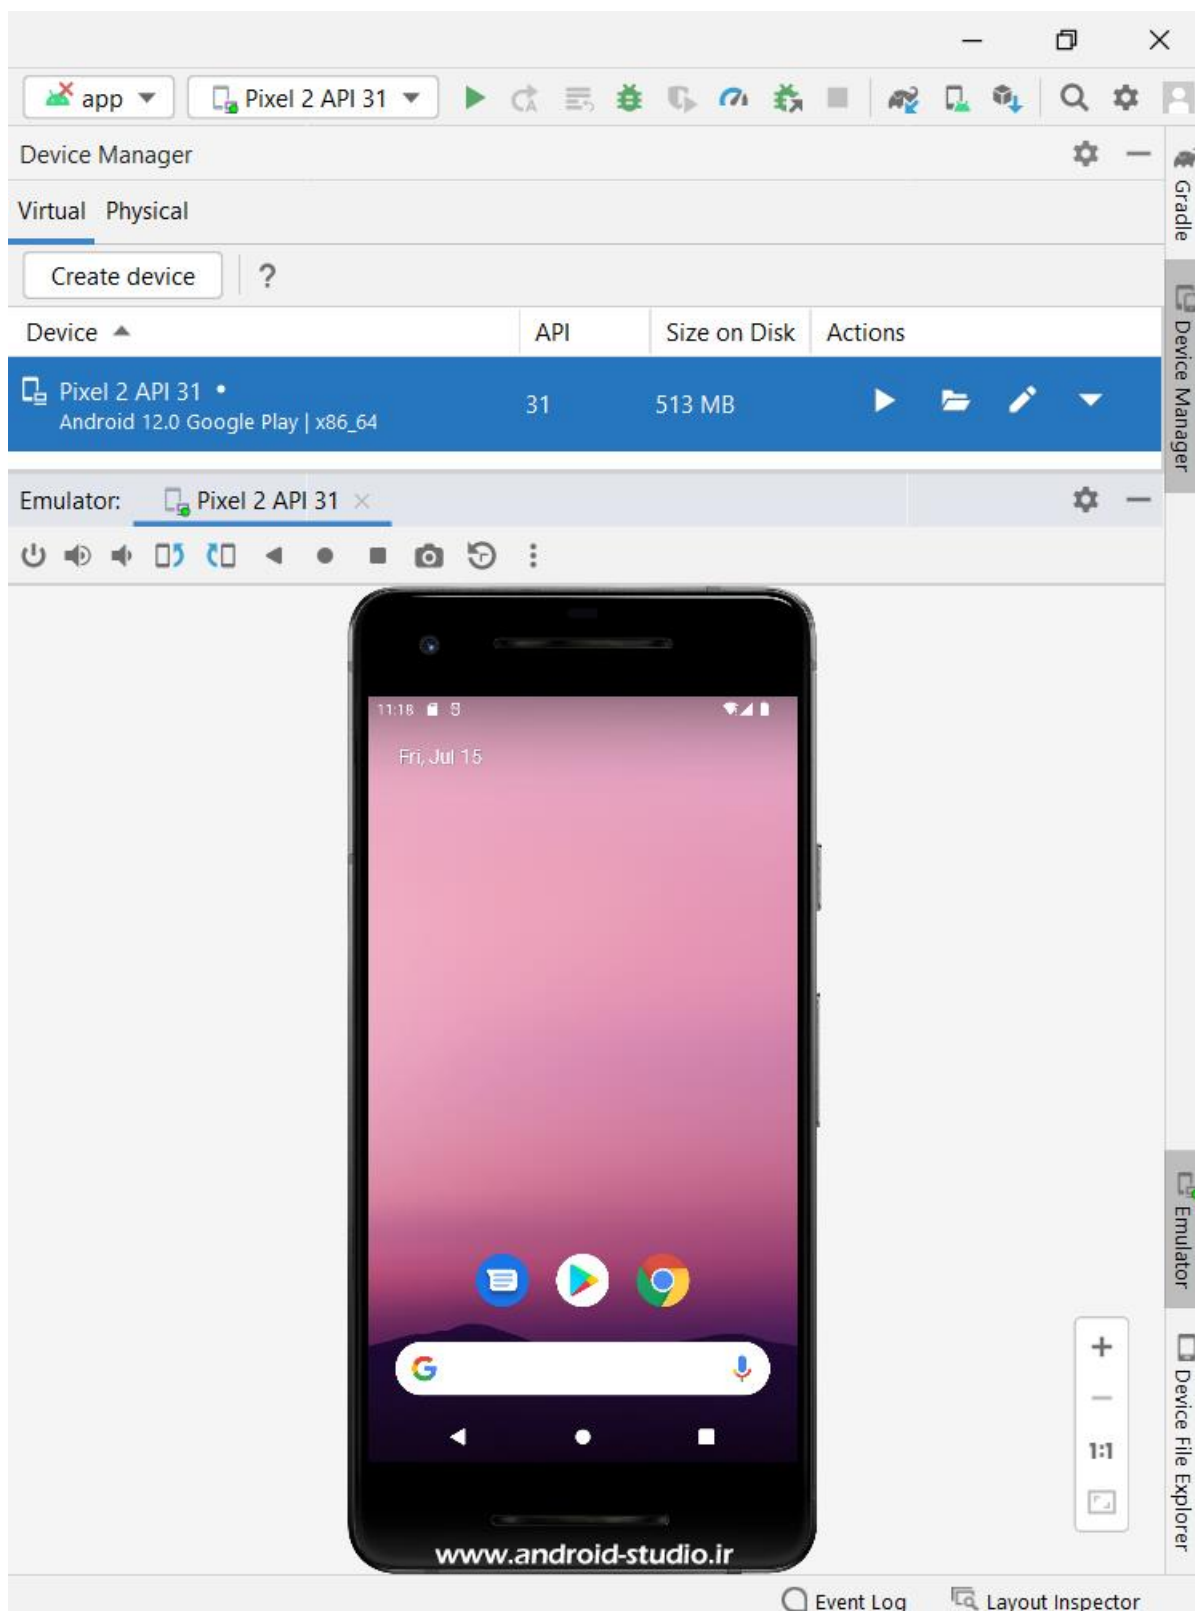 app
Pixel 2 API 31
Device Manager
Virtual Physical
Create device ?
Device API Size on Disk Actions
Pixel 2 API 31 •
Android 12.0 Google Play | x86_64
31 513 MB
Emulator: Pixel 2 API 31
11:18
Fri, Jul 15
1:1
www.android-studio.ir
Event Log Layout Inspector
Gradle
Device Manager
Emulator
Device File Explorer